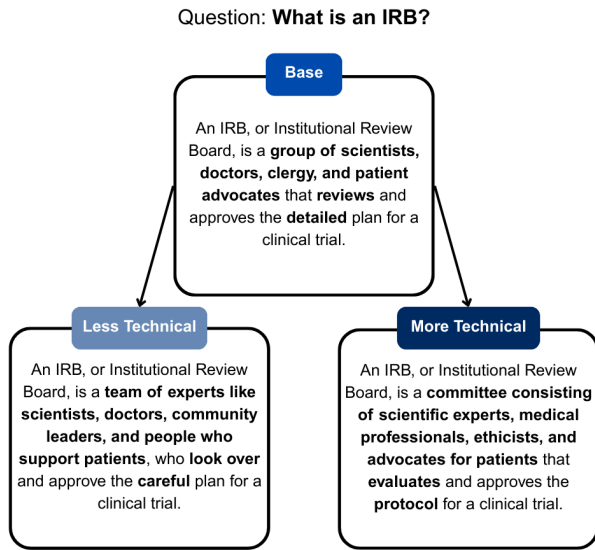 Question: What is an IRB?
Base
An IRB, or Institutional Review
Board, is a group of scientists,
doctors, clergy, and patient
advocates that reviews and
approves the detailed plan for a
clinical trial.
Less Technical
An IRB, or Institutional Review
Board, is a team of experts like
scientists, doctors, community
leaders, and people who
support patients, who look over
and approve the careful plan for a
clinical trial.
More Technical
An IRB, or Institutional Review
Board, is a committee consisting
of scientific experts, medical
professionals, ethicists, and
advocates for patients that
evaluates and approves the
protocol for a clinical trial.